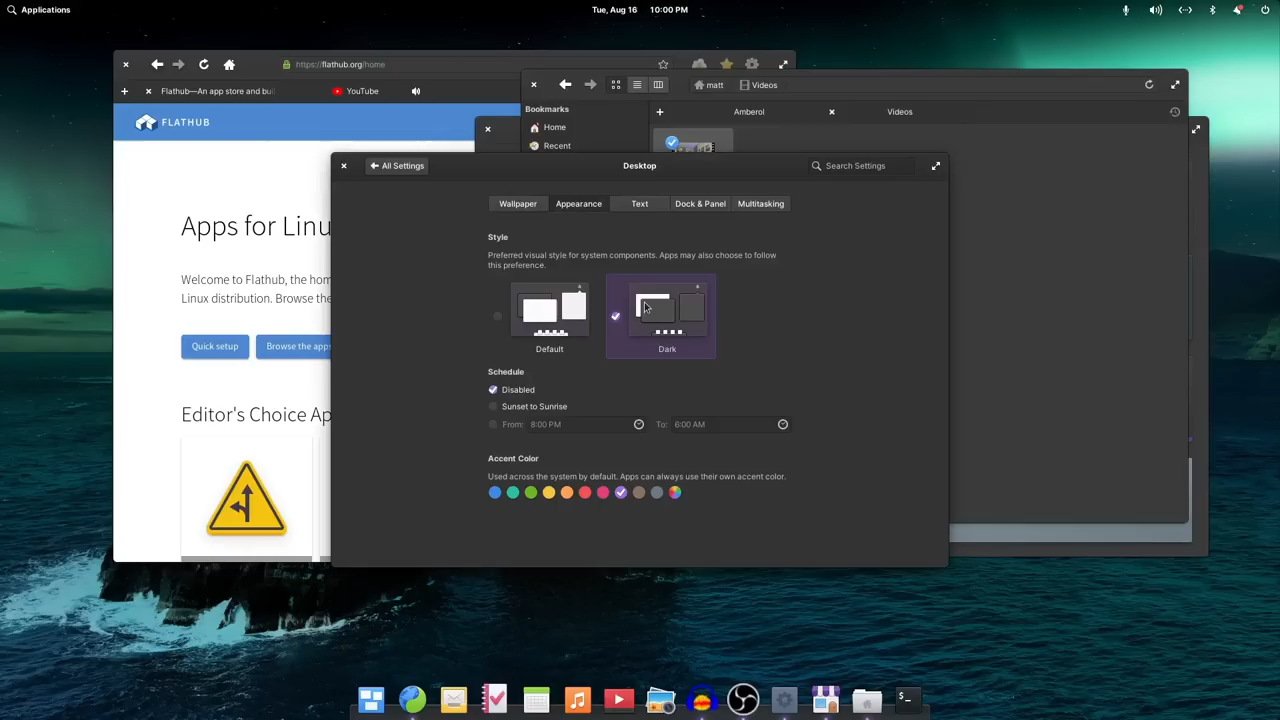 Applications
Tue, Aug 16 10:00 PM
https://flathub.org/home
Flathub—An app store and bui
YouTube
FLATHUB
Apps for Linu
Welcome to Flathub, the hom
Linux distribution. Browse the
Quick setup
Browse the apps
Editor's Choice Ap
matt
Videos
Bookmarks
Home
Recent
Amberol
Videos
All Settings
Desktop
Search Settings
Wallpaper
Appearance
Text
Dock & Panel
Multitasking
Style
Preferred visual style for system components. Apps may also choose to follow
this preference.
Default
Dark
Schedule
Disabled
Sunset to Sunrise
From: 8:00 PM To: 6:00 AM
Accent Color
Used across the system by default. Apps can always use their own accent color.
$_